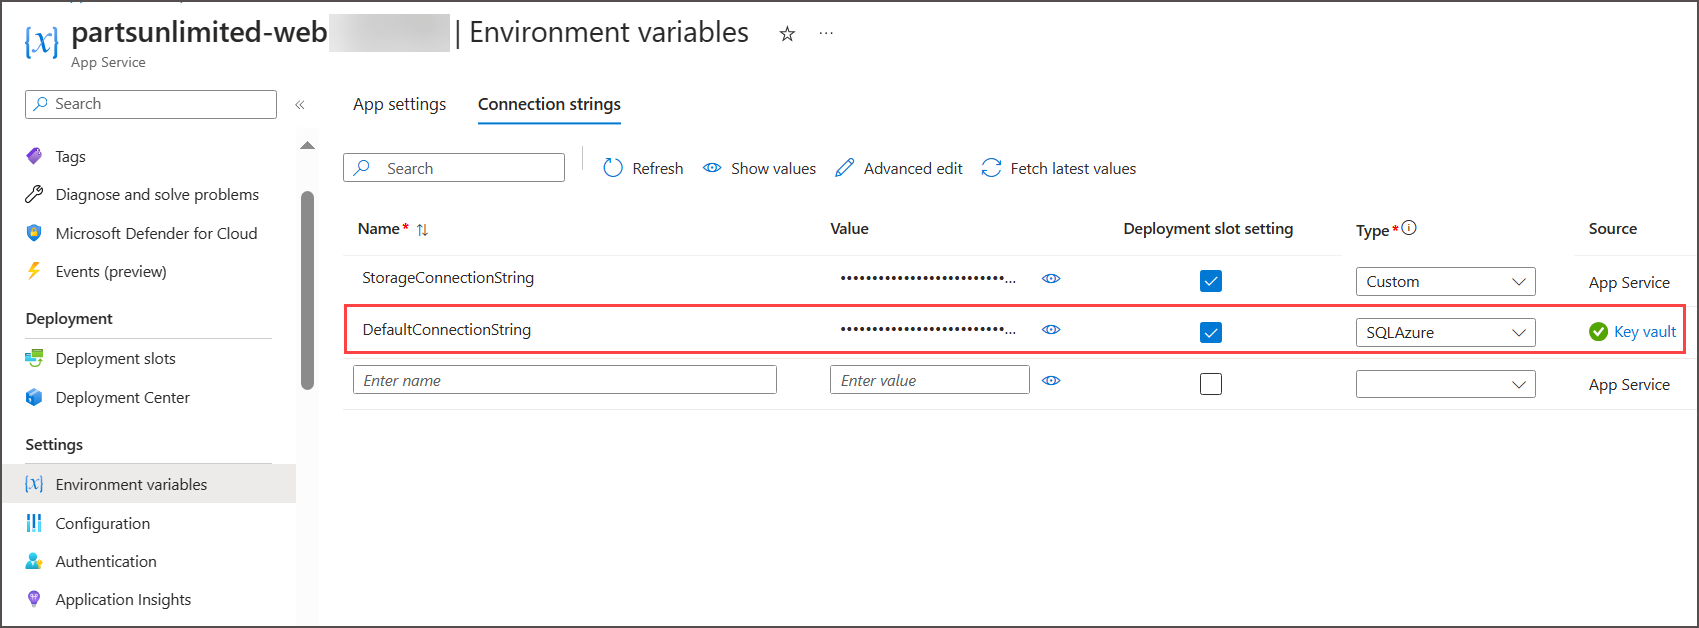 partsunlimited-web | Environment variables
App Service
Search
App settings Connection strings
Tags
Diagnose and solve problems
Microsoft Defender for Cloud
Events (preview)
Deployment
Deployment slots
Deployment Center
Settings
Environment variables
Configuration
Authentication
Application Insights
Search Refresh Show values Advanced edit Fetch latest values
Name* Value Deployment slot setting Type* Source
StorageConnectionString ••••••••••••••••••••••••••... Custom App Service
DefaultConnectionString ••••••••••••••••••••••••••... SQLAzure Key vault
Enter name Enter value App Service